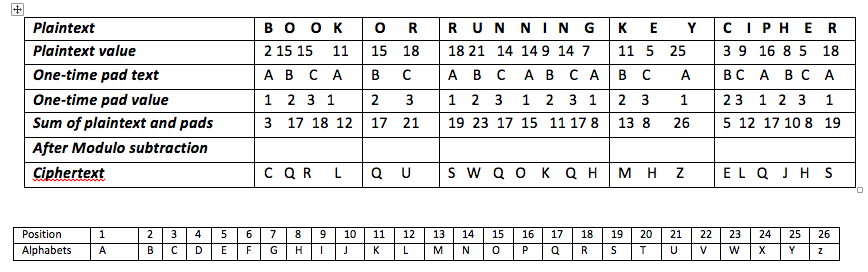 Plaintext B O O K O R R U N N I N G K E Y C I P H E R
Plaintext value 2 15 15 11 15 18 18 21 14 14 9 14 7 11 5 25 3 9 16 8 5 18
One-time pad text A B C A B C A B C A B C A B C A B C A B C A
One-time pad value 1 2 3 1 2 3 1 2 3 1 2 3 1 2 3 1 2 3 1 2 3 1
Sum of plaintext and pads 3 17 18 12 17 21 19 23 17 15 11 17 8 13 8 26 5 12 17 10 8 19
After Modulo subtraction
Ciphertext C Q R L Q U S W Q O K Q H M H Z E L Q J H S
Position 1 2 3 4 5 6 7 8 9 10 11 12 13 14 15 16 17 18 19 20 21 22 23 24 25 26
Alphabets A B C D E F G H I J K L M N O P Q R S T U V W X Y z